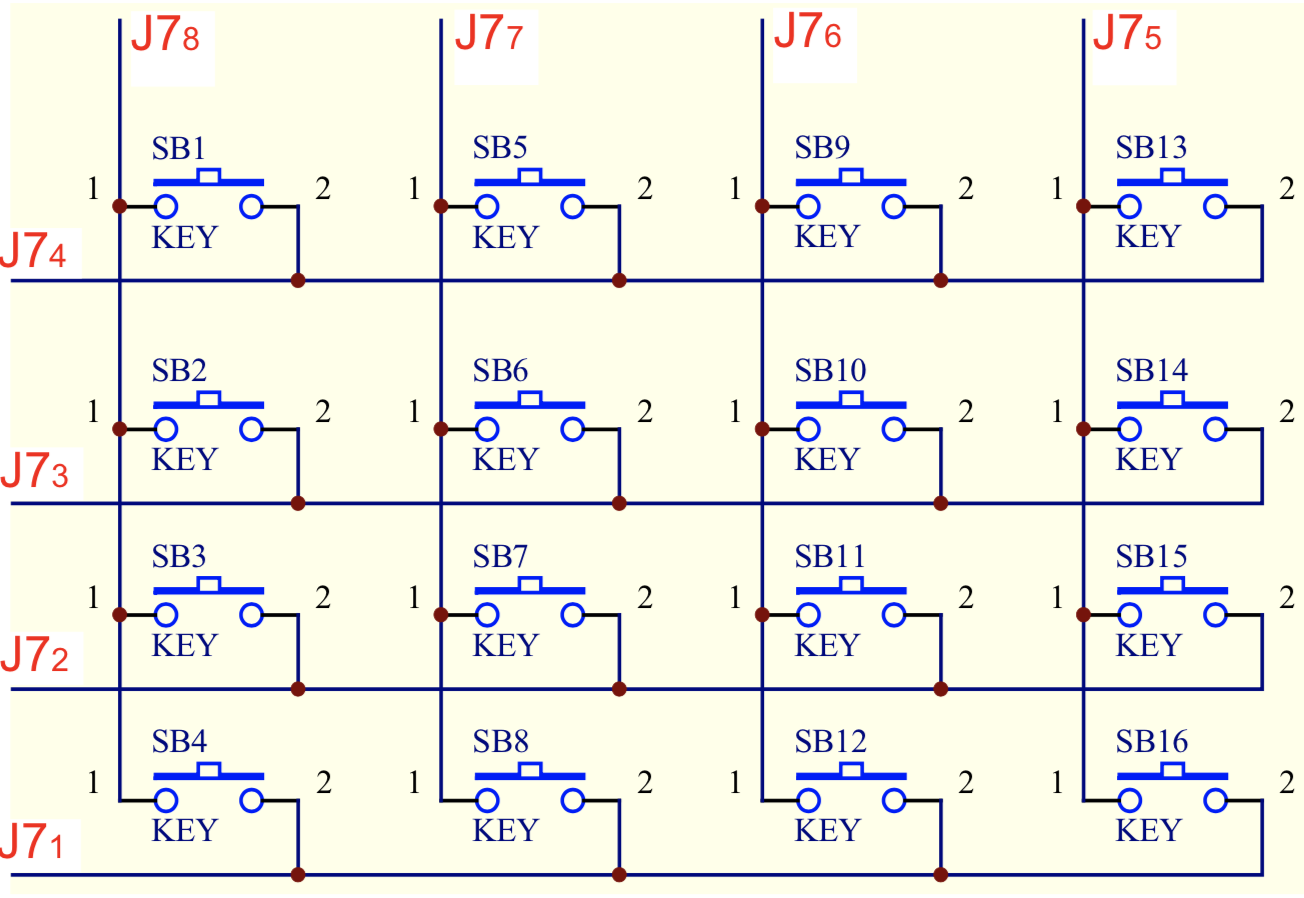 J78 J77 J76 J75
SB1 SB5 SB9 SB13
1 2 1 2 1 2 1 2
KEY KEY KEY KEY
J74
SB2 SB6 SB10 SB14
1 2 1 2 1 2 1 2
KEY KEY KEY KEY
J73
SB3 SB7 SB11 SB15
1 2 1 2 1 2 1 2
KEY KEY KEY KEY
J72
SB4 SB8 SB12 SB16
1 2 1 2 1 2 1 2
KEY KEY KEY KEY
J71